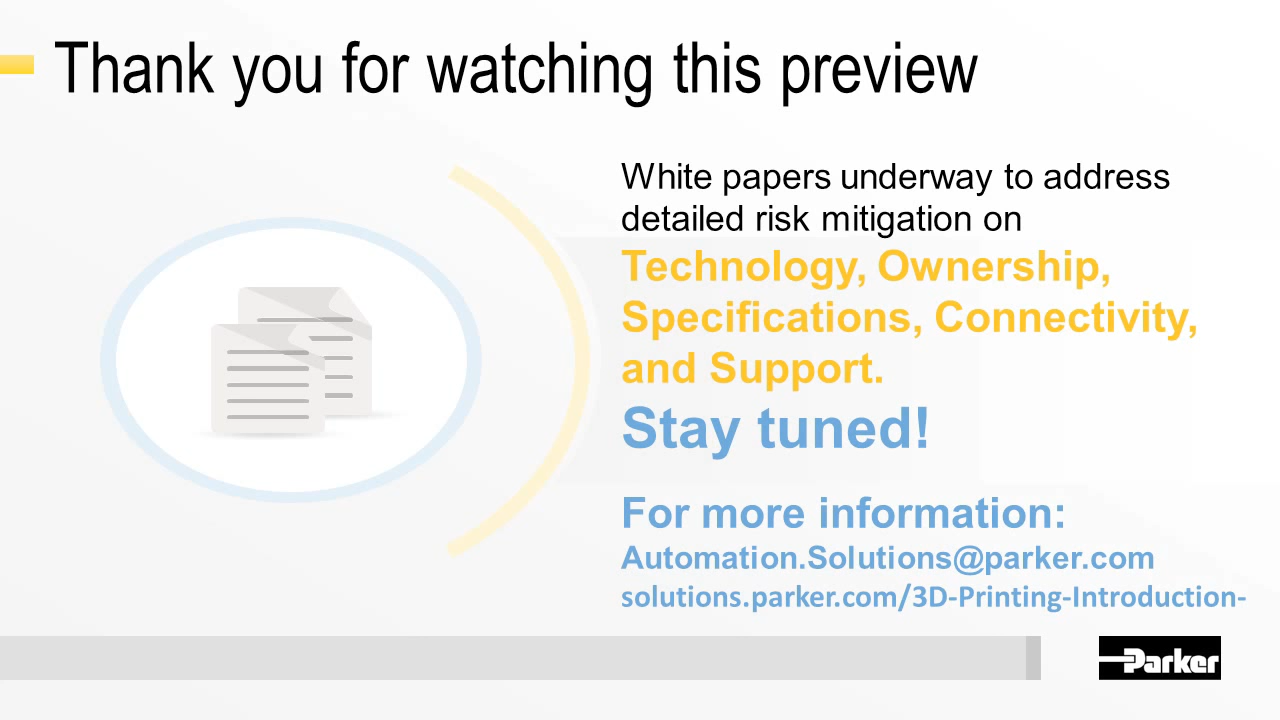 Thank you for watching this preview
White papers underway to address
detailed risk mitigation on
Technology, Ownership,
Specifications, Connectivity,
and Support.
Stay tuned!
For more information:
Automation.Solutions@parker.com
solutions.parker.com/3D-Printing-Introduction-
Parker